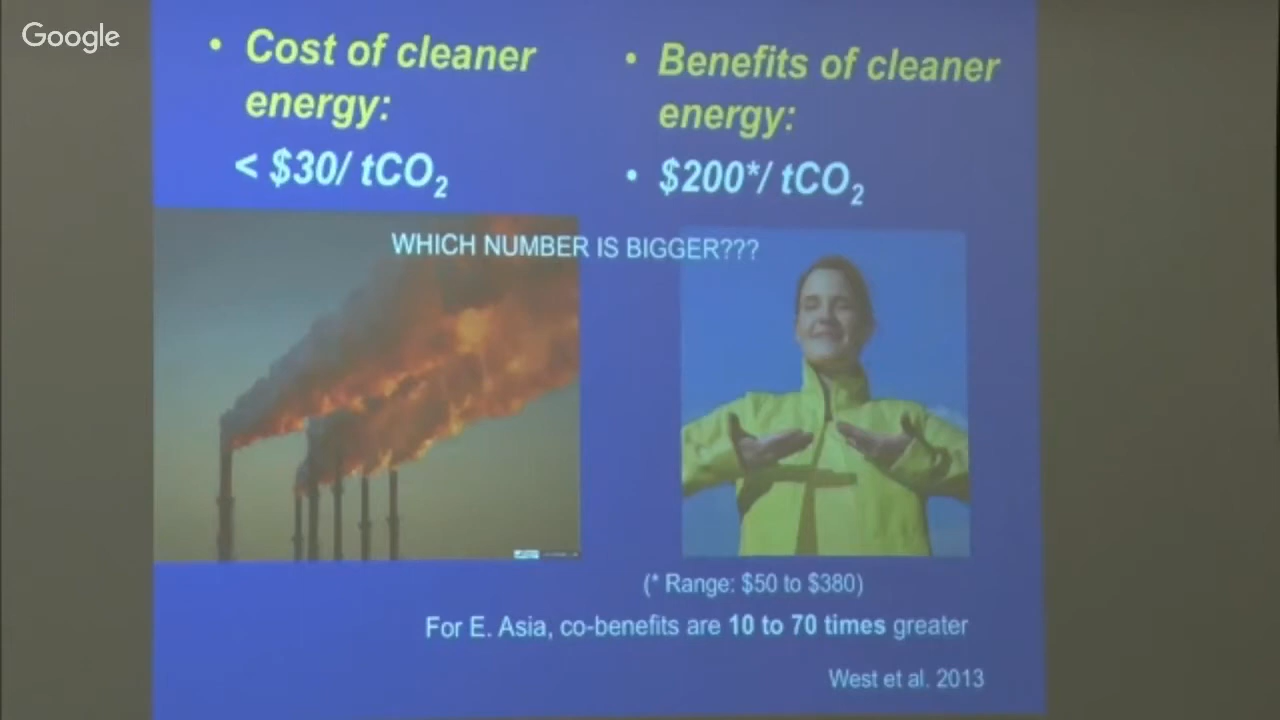 Google
• Cost of cleaner
energy:
< $30/ tCO₂
• Benefits of cleaner
energy:
• $200*/ tCO₂
WHICH NUMBER IS BIGGER???
(* Range: $50 to $380)
For E. Asia, co-benefits are 10 to 70 times greater
West et al. 2013